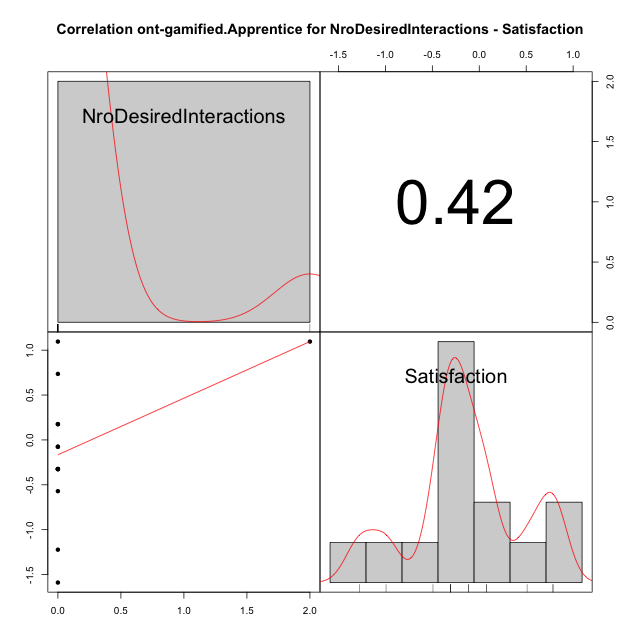 Correlation ont-gamified.Apprentice for NroDesiredInteractions - Satisfaction
-1.5 -1.0 -0.5 0.0 0.5 1.0
NroDesiredInteractions
0.42
2.0
1.5
1.0
0.5
0.0
1.0
0.5
0.0
-0.5
-1.0
-1.5
Satisfaction
0.0 0.5 1.0 1.5 2.0